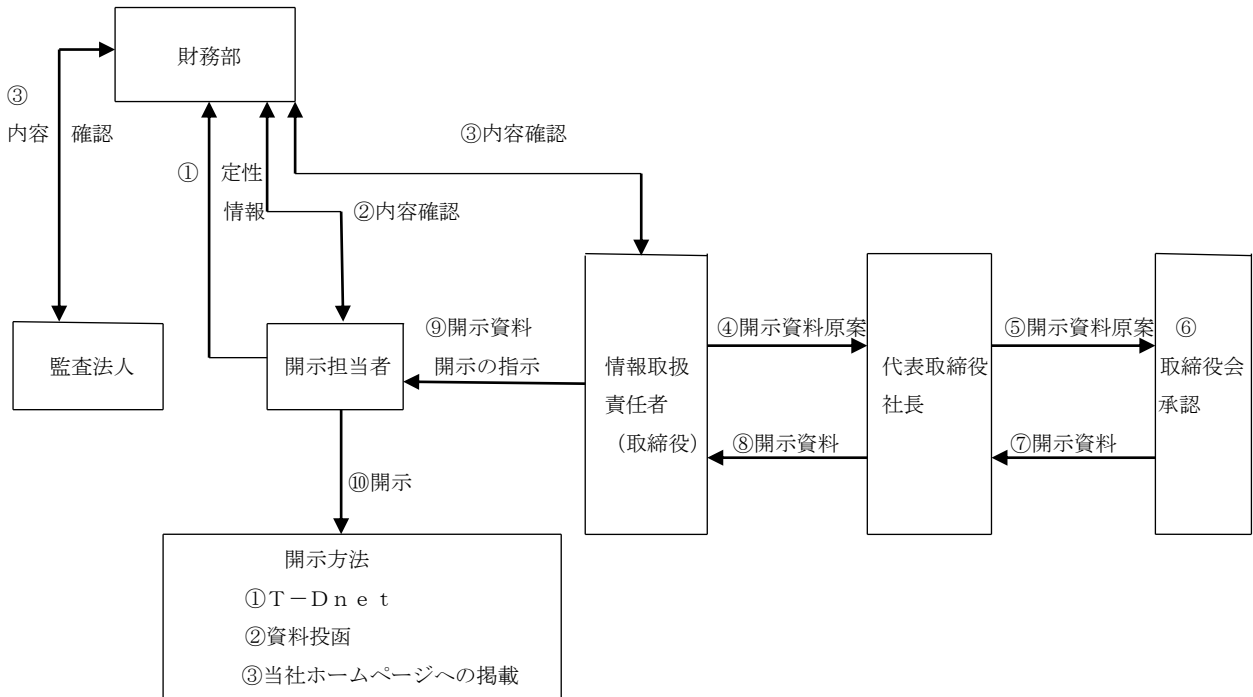 財務部
③
内容 確認
③内容確認
① 定性
情報
②内容確認
監査法人
開示担当者
⑨開示資料
開示の指示
情報取扱
責任者
（取締役）
④開示資料原案
代表取締役
社長
⑤開示資料原案
⑥
取締役会
承認
⑧開示資料
⑦開示資料
⑩開示
開示方法
①Ｔ－Ｄｎｅｔ
②資料投函
③当社ホームページへの掲載